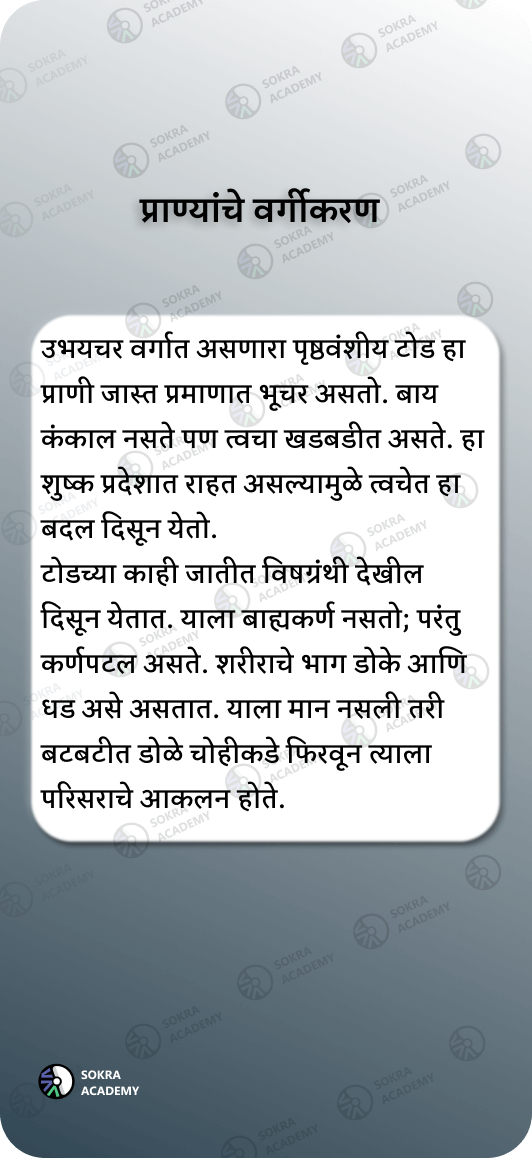 प्राण्यांचे वर्गीकरण
उभयचर वर्गात असणारा पृष्ठवंशीय टोड हा
प्राणी जास्त प्रमाणात भूचर असतो. बाय
कंकाल नसते पण त्वचा खडबडीत असते. हा
शुष्क प्रदेशात राहत असल्यामुळे त्वचेत हा
बदल दिसून येतो.
टोडच्या काही जातीत विषग्रंथी देखील
दिसून येतात. याला बाह्यकर्ण नसतो; परंतु
कर्णपटल असते. शरीराचे भाग डोके आणि
धड असे असतात. याला मान नसली तरी
बटबटीत डोळे चोहीकडे फिरवून त्याला
परिसराचे आकलन होते.
SOKRA
ACADEMY